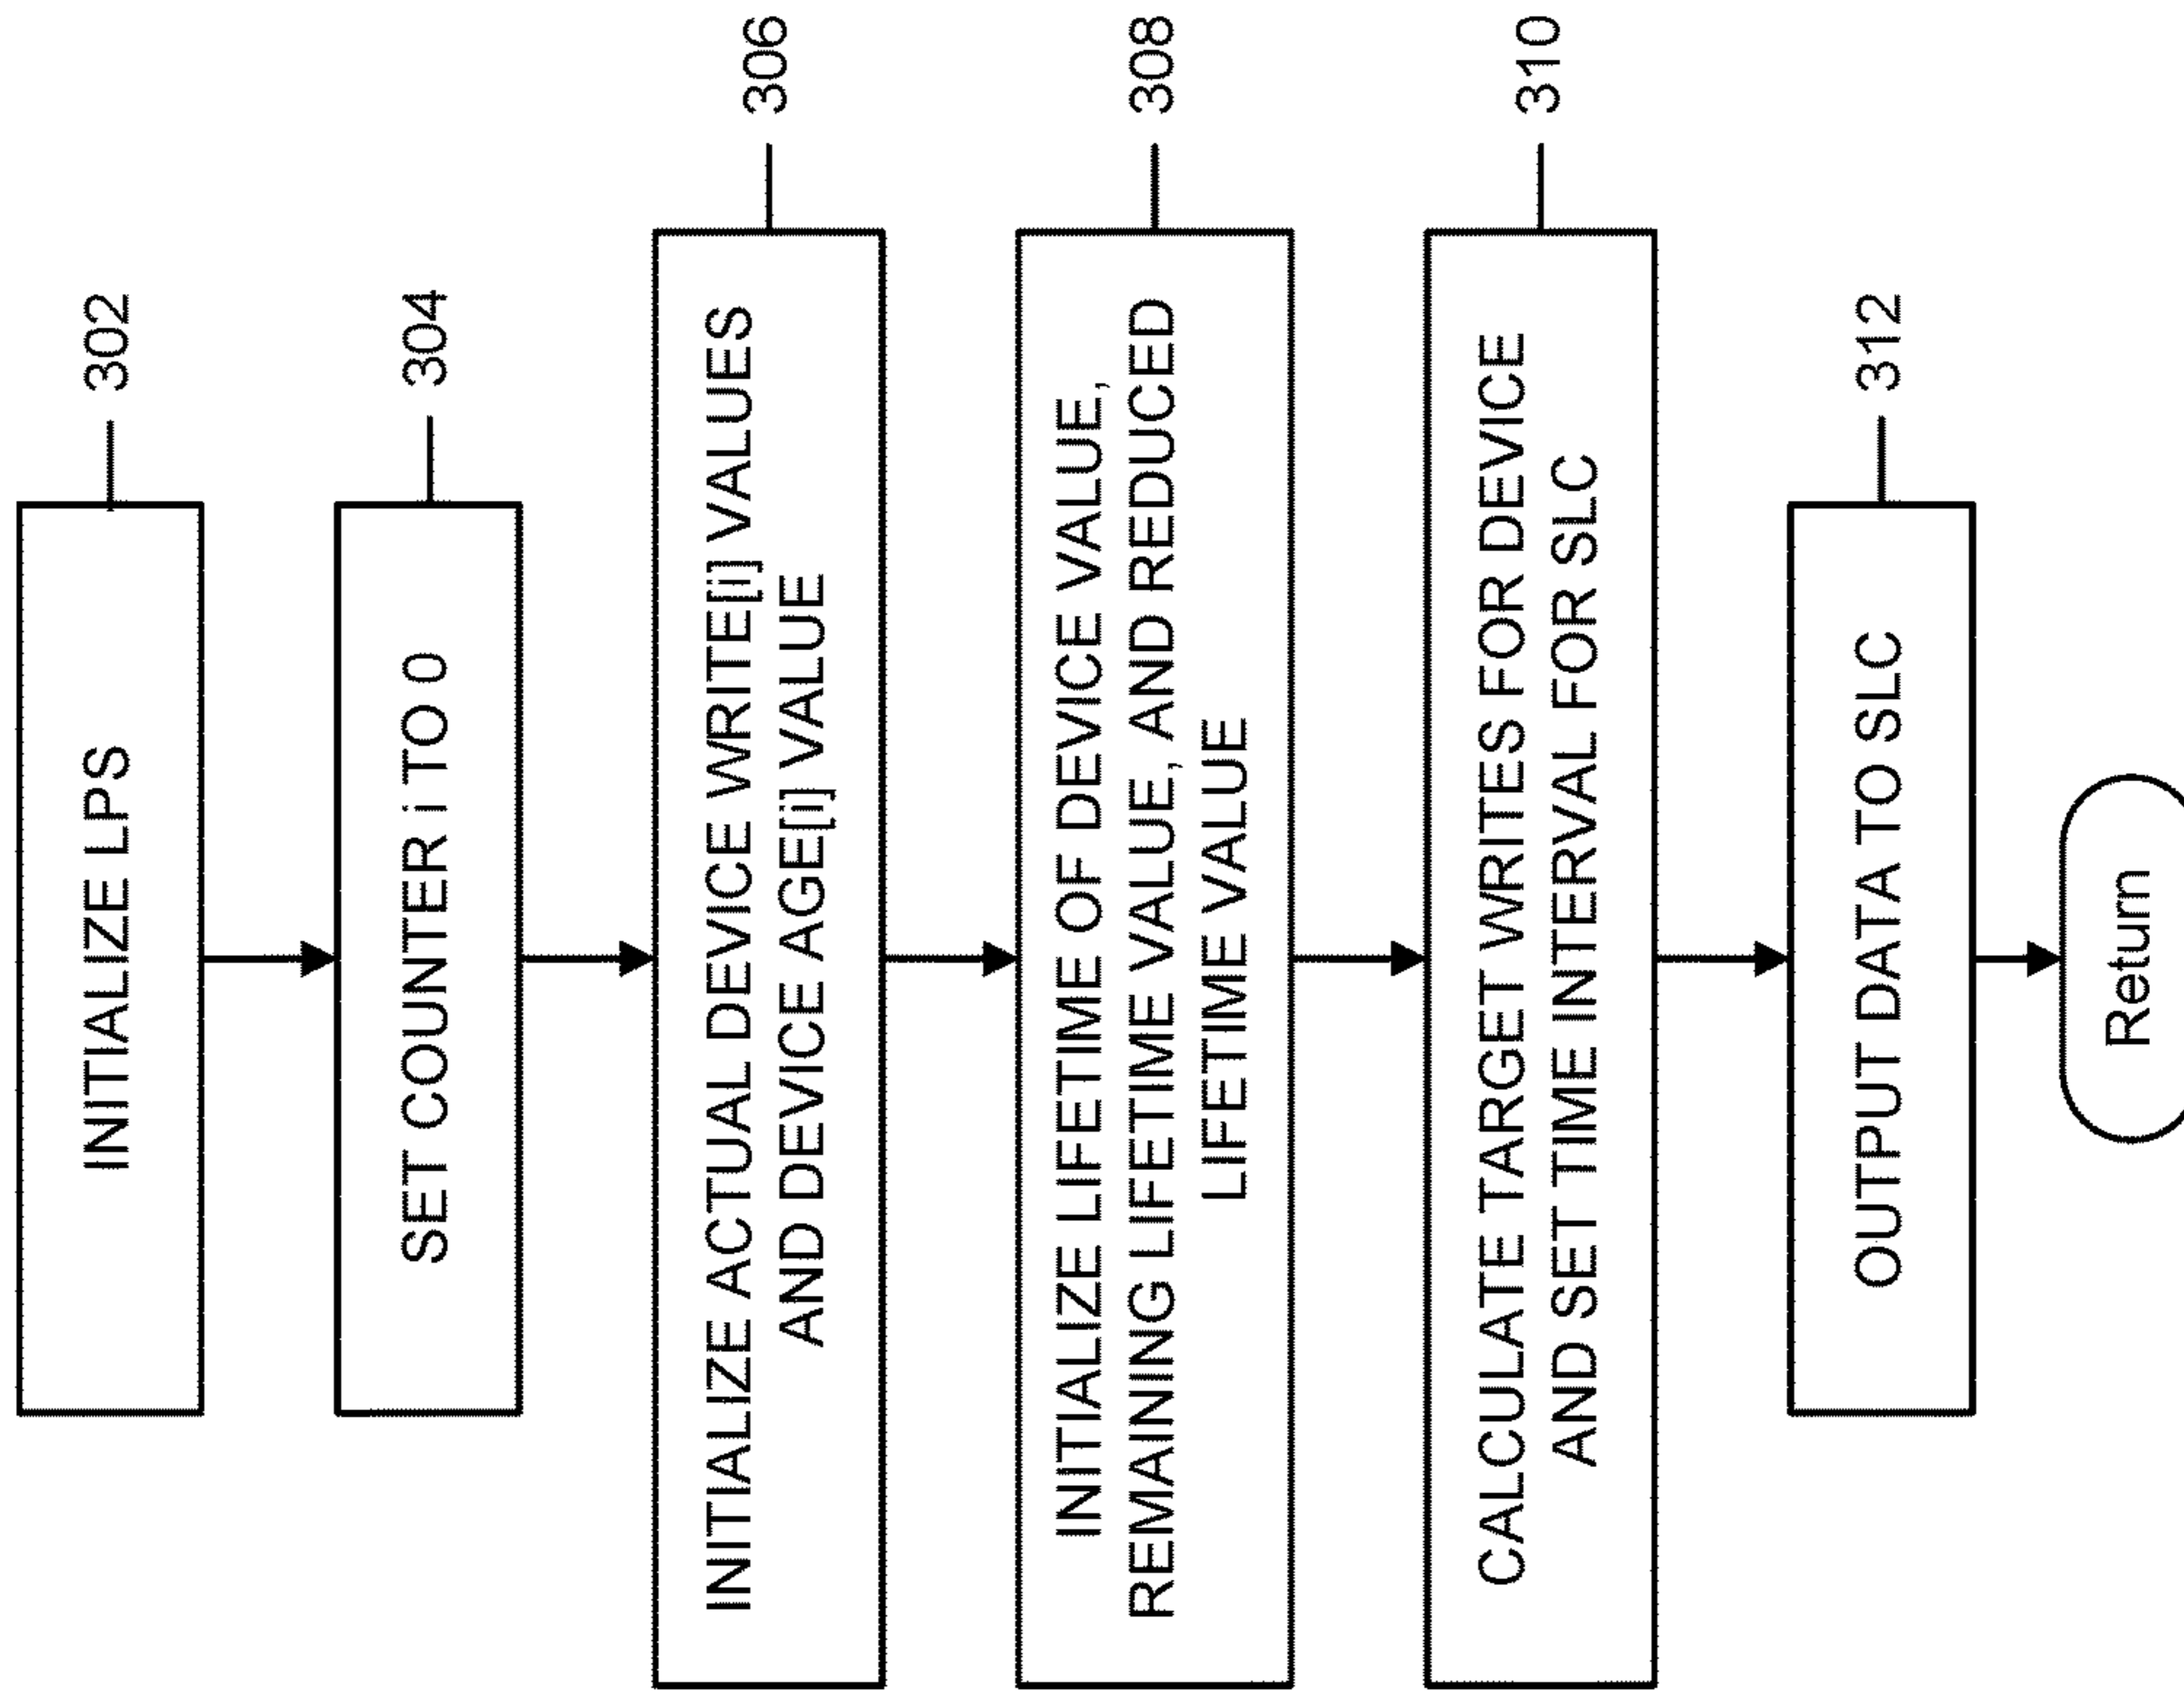 INITIALIZE LPS
302
SET COUNTER i TO 0
304
INITIALIZE ACTUAL DEVICE WRITE[i] VALUES
AND DEVICE AGE[i] VALUE
306
INITIALIZE LIFETIME OF DEVICE VALUE,
REMAINING LIFETIME VALUE, AND REDUCED
LIFETIME VALUE
308
CALCULATE TARGET WRITES FOR DEVICE
AND SET TIME INTERVAL FOR SLC
310
OUTPUT DATA TO SLC
312
Return